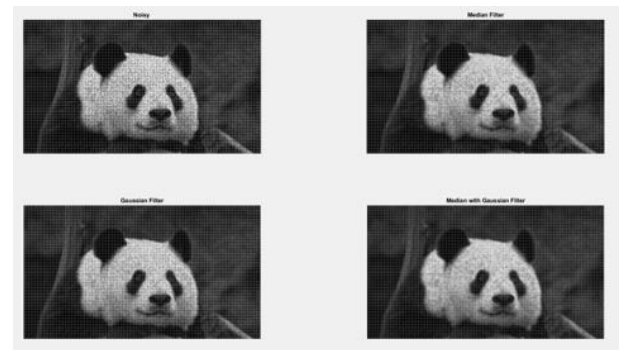 Noisy
Median Filter
Gaussian Filter
Median with Gaussian Filter